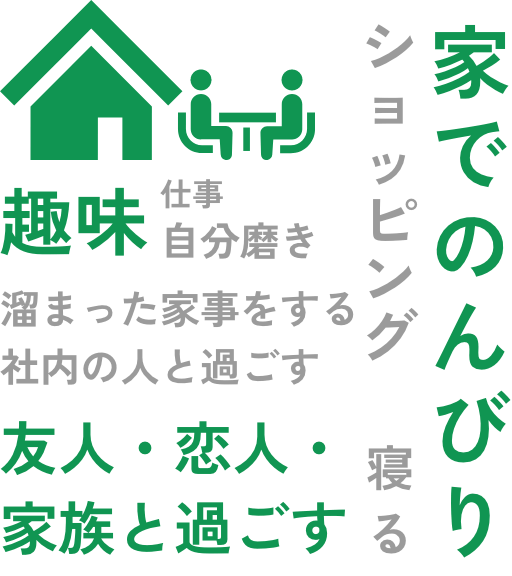 家でのんびり
ショッピング
寝る
趣味
仕事
自分磨き
溜まった家事をする
社内の人と過ごす
友人・恋人・
家族と過ごす